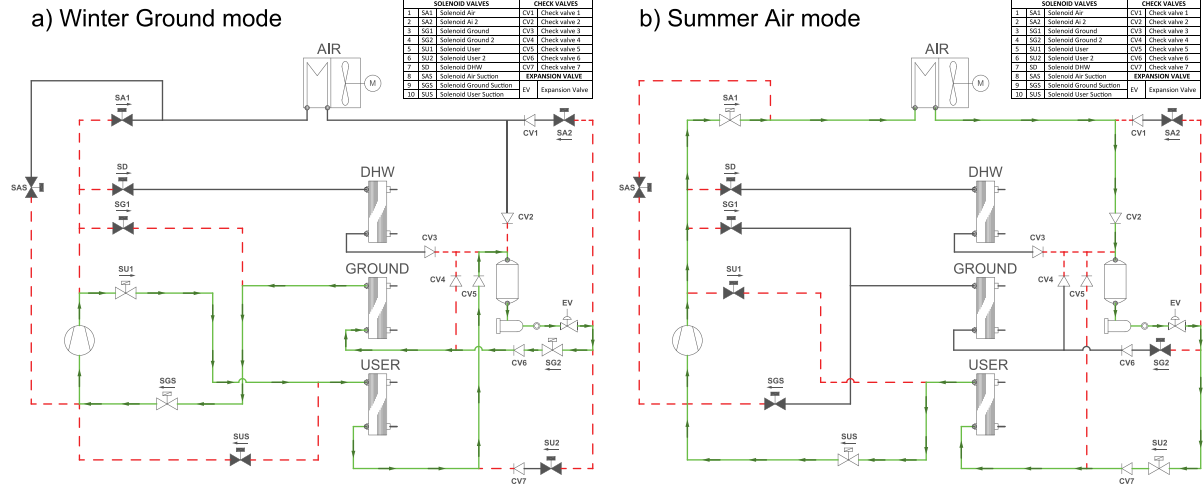 a) Winter Ground mode
SOLENOID VALVES CHECK VALVES
1 SA1 Solenoid Air CV1 Check valve 1
2 SA2 Solenoid Ai 2 CV2 Check valve 2
3 SG1 Solenoid Ground CV3 Check valve 3
4 SG2 Solenoid Ground 2 CV4 Check valve 4
5 SU1 Solenoid User CV5 Check valve 5
6 SU2 Solenoid User 2 CV6 Check valve 6
7 SD Solenoid DHW CV7 Check valve 7
8 SAS Solenoid Air Suction EXPANSION VALVE
9 SGS Solenoid Ground Suction EV Expansion Valve
10 SUS Solenoid User Suction
AIR
M
SA1
CV1
SA2
SD
DHW
SAS
SG1
CV2
CV3
SU1
GROUND
CV4
CV5
EV
CV6
SG2
USER
SGS
SUS
SU2
CV7
b) Summer Air mode
SOLENOID VALVES CHECK VALVES
1 SA1 Solenoid Air CV1 Check valve 1
2 SA2 Solenoid Ai 2 CV2 Check valve 2
3 SG1 Solenoid Ground CV3 Check valve 3
4 SG2 Solenoid Ground 2 CV4 Check valve 4
5 SU1 Solenoid User CV5 Check valve 5
6 SU2 Solenoid User 2 CV6 Check valve 6
7 SD Solenoid DHW CV7 Check valve 7
8 SAS Solenoid Air Suction EXPANSION VALVE
9 SGS Solenoid Ground Suction EV Expansion Valve
10 SUS Solenoid User Suction
AIR
M
SA1
CV1
SA2
SD
DHW
SAS
SG1
CV2
CV3
SU1
GROUND
CV4
CV5
EV
CV6
SG2
USER
SGS
SUS
SU2
CV7